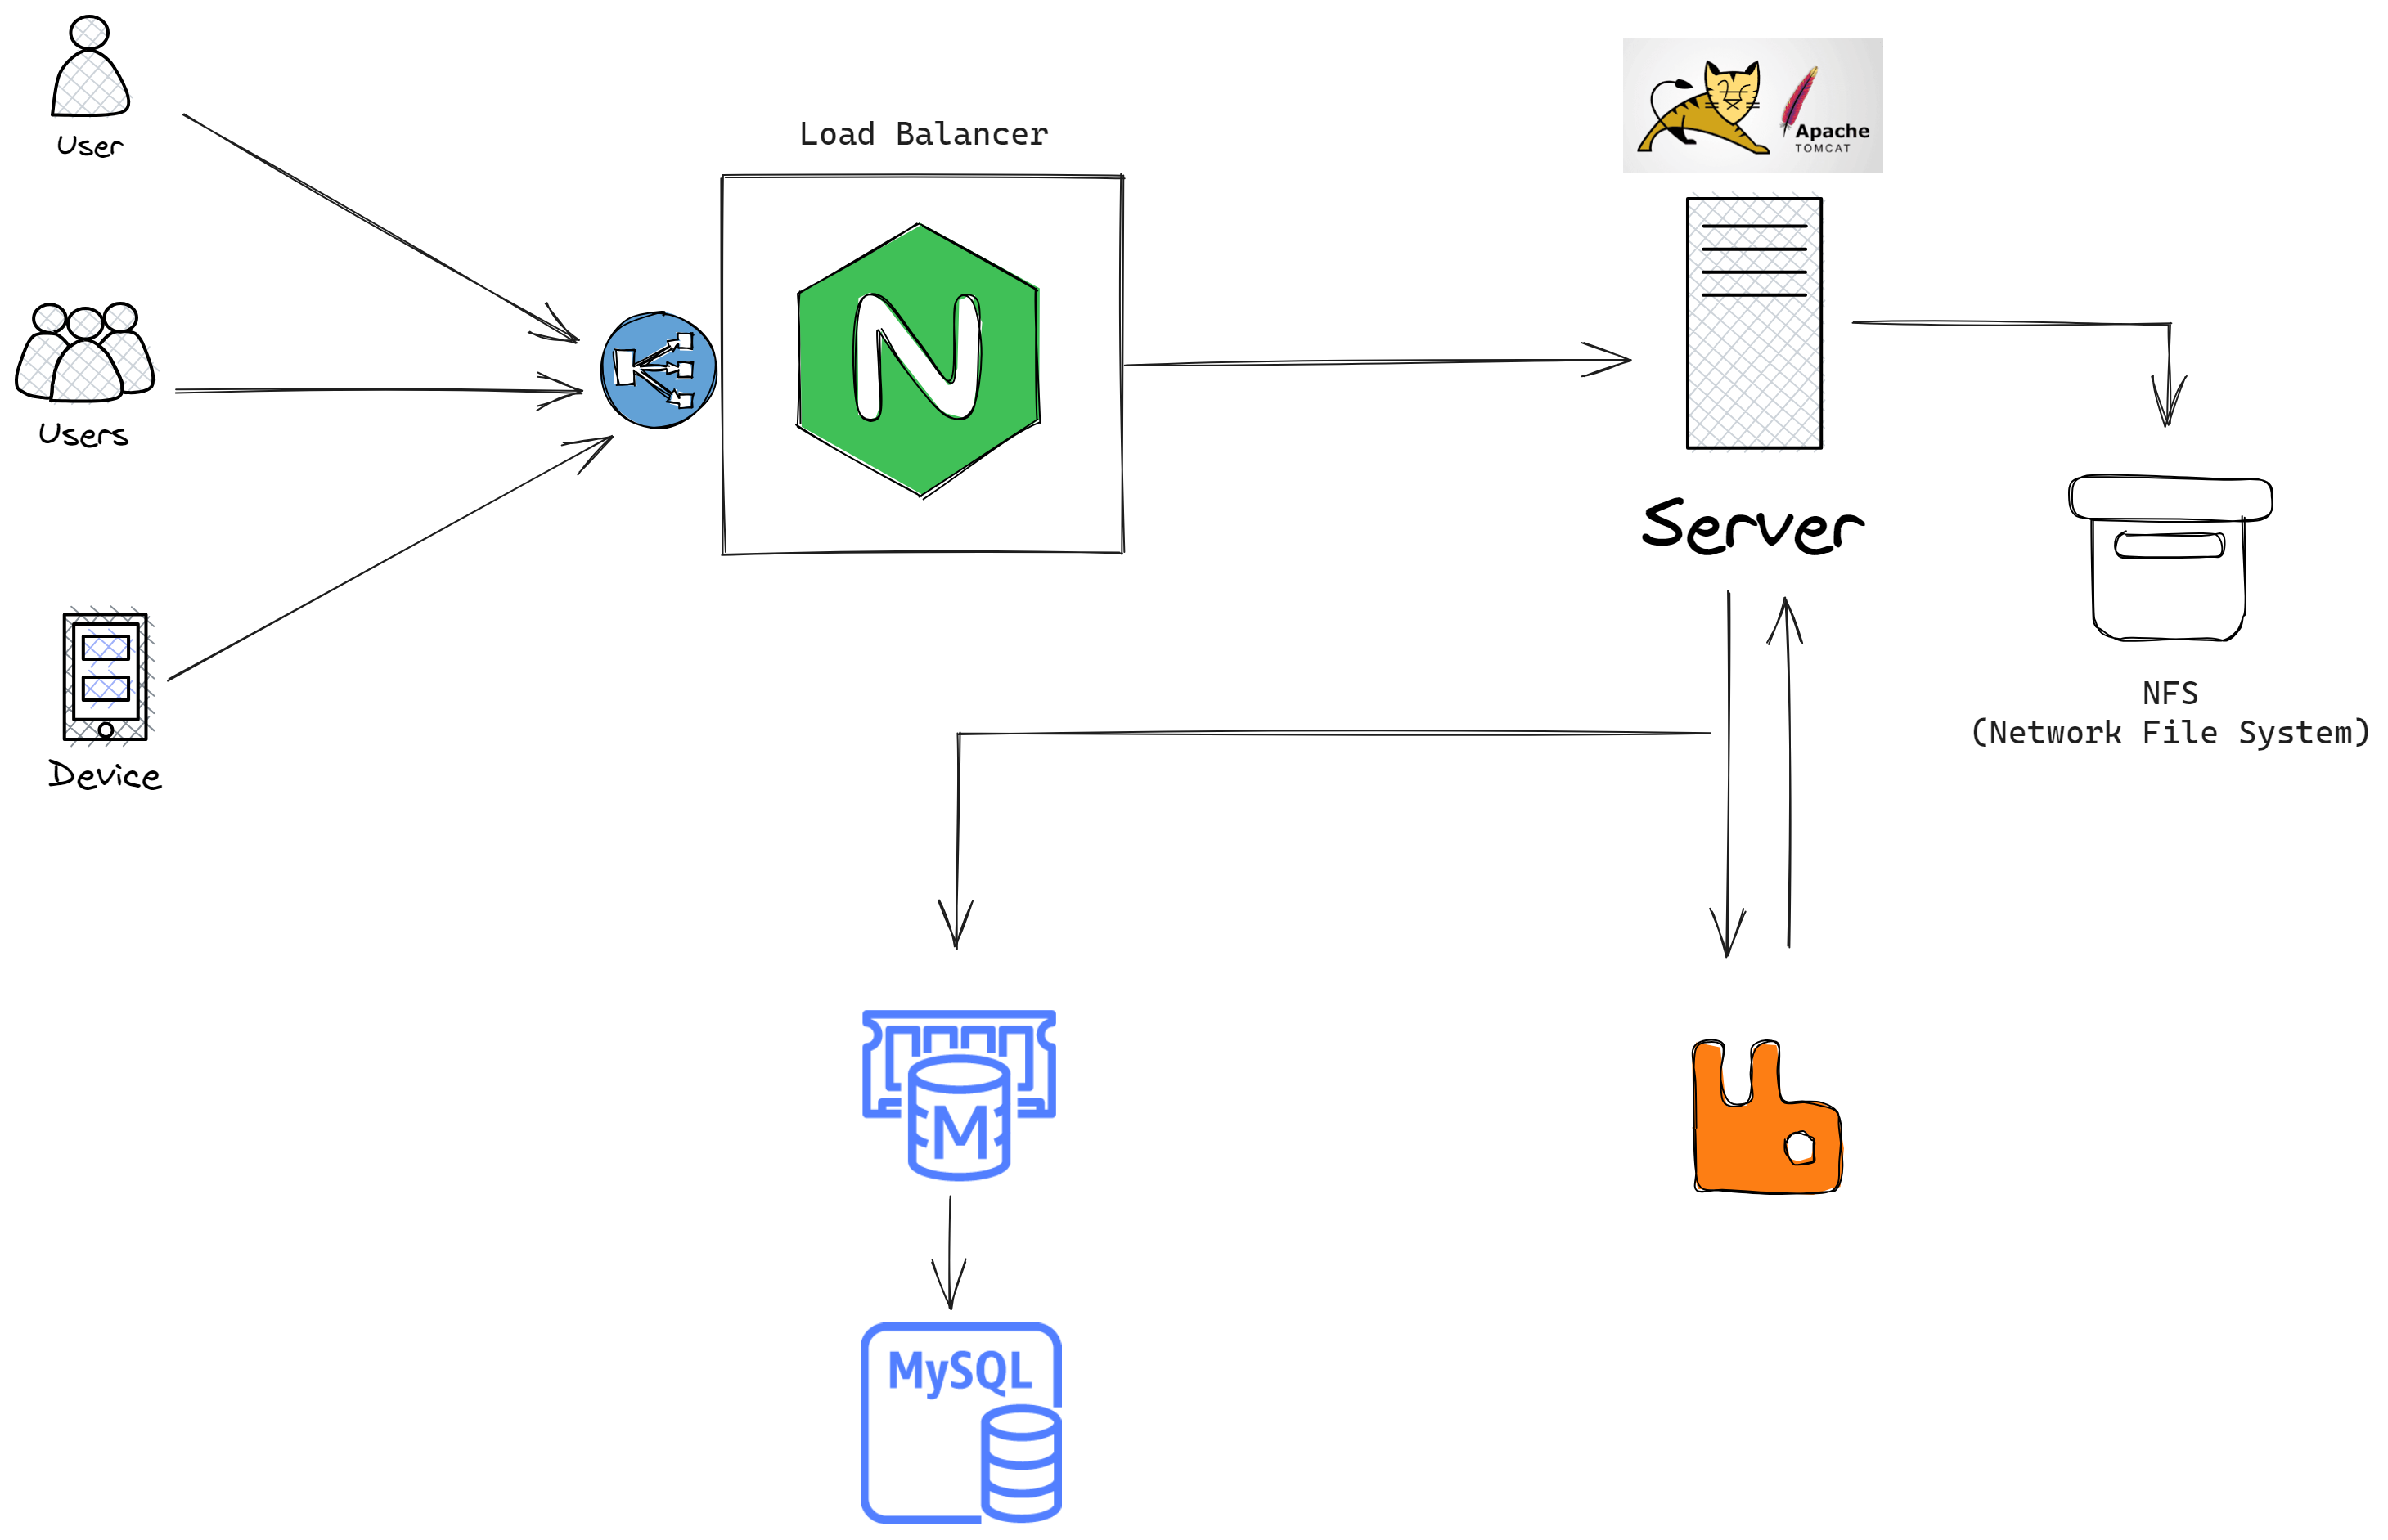 User
Load Balancer
Apache
TOMCAT
Users
Server
NFS
(Network File System)
Device
M
MySQL